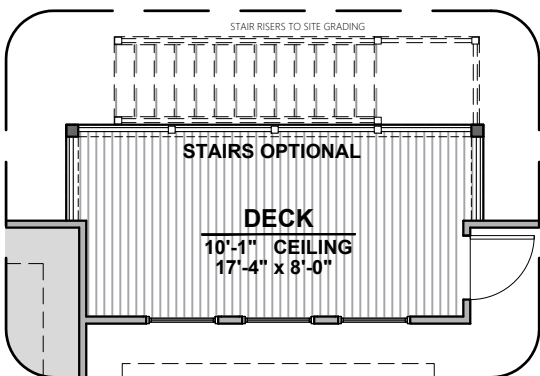 STAIR RISERS TO SITE GRADING
STAIRS OPTIONAL
DECK
10'-1" CEILING
17'-4" x 8'-0"